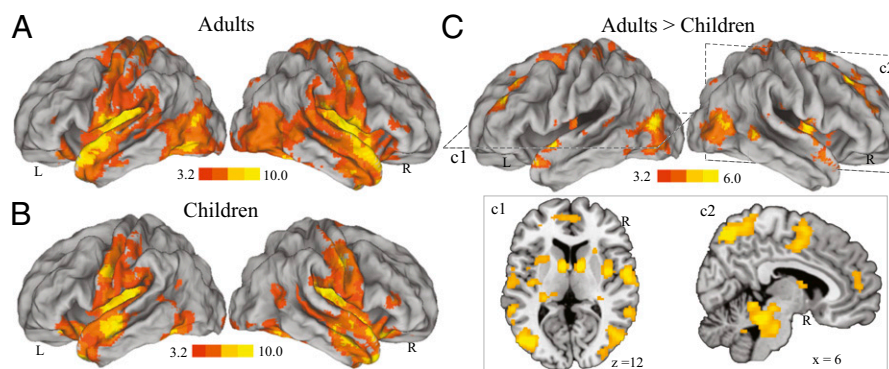 A
Adults
L
R
3.2
10.0
B
Children
L
R
3.2
10.0
C
Adults > Children
c2
c1
L
R
3.2
6.0
c1
R
z =12
c2
R
x = 6